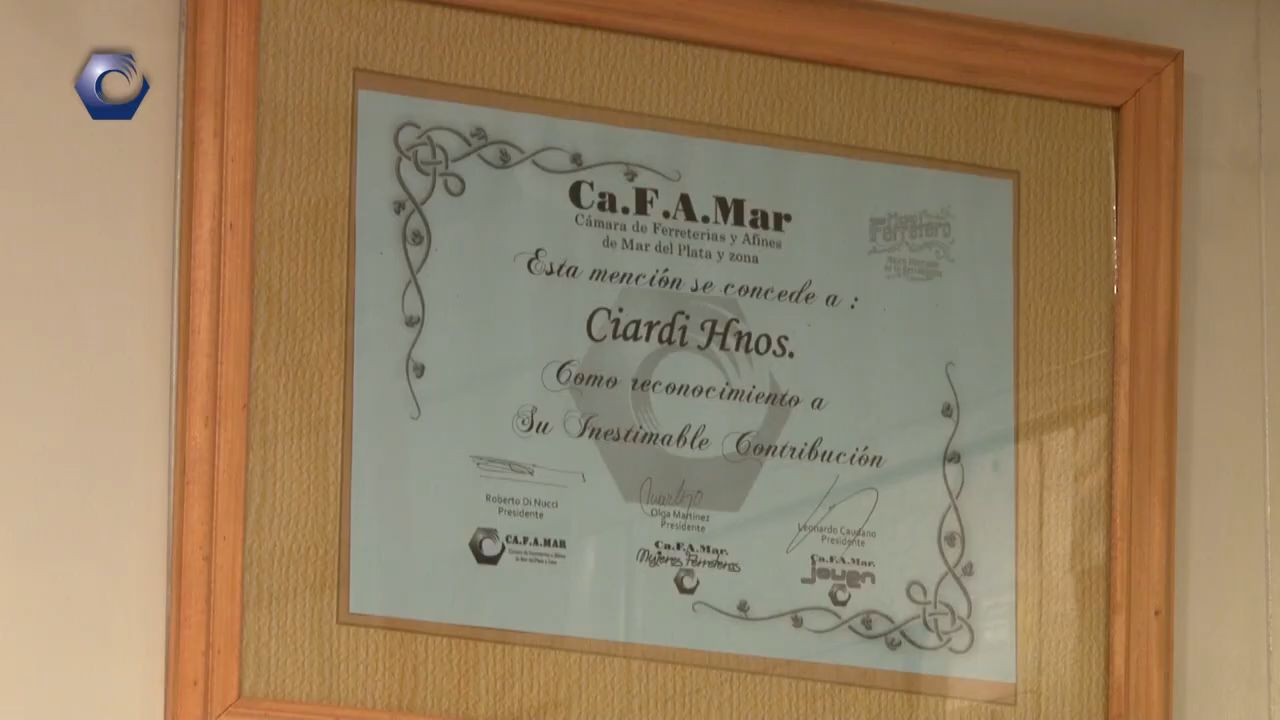 Ca.F.A.Mar
Cámara de Ferreterias y Afines
de Mar del Plata y zona
Ferretero
Esta mención se concede a :
Ciardi Hnos.
Como reconocimiento a
Su Inestimable Contribución
Roberto Di Nucci
Presidente
CA.F.A.MAR
Olga Martinez
Presidente
Ca.F.A.Mar.
Mujeres Ferreteras
Leonardo Caudano
Presidente
Ca.F.A.Mar.
Joven